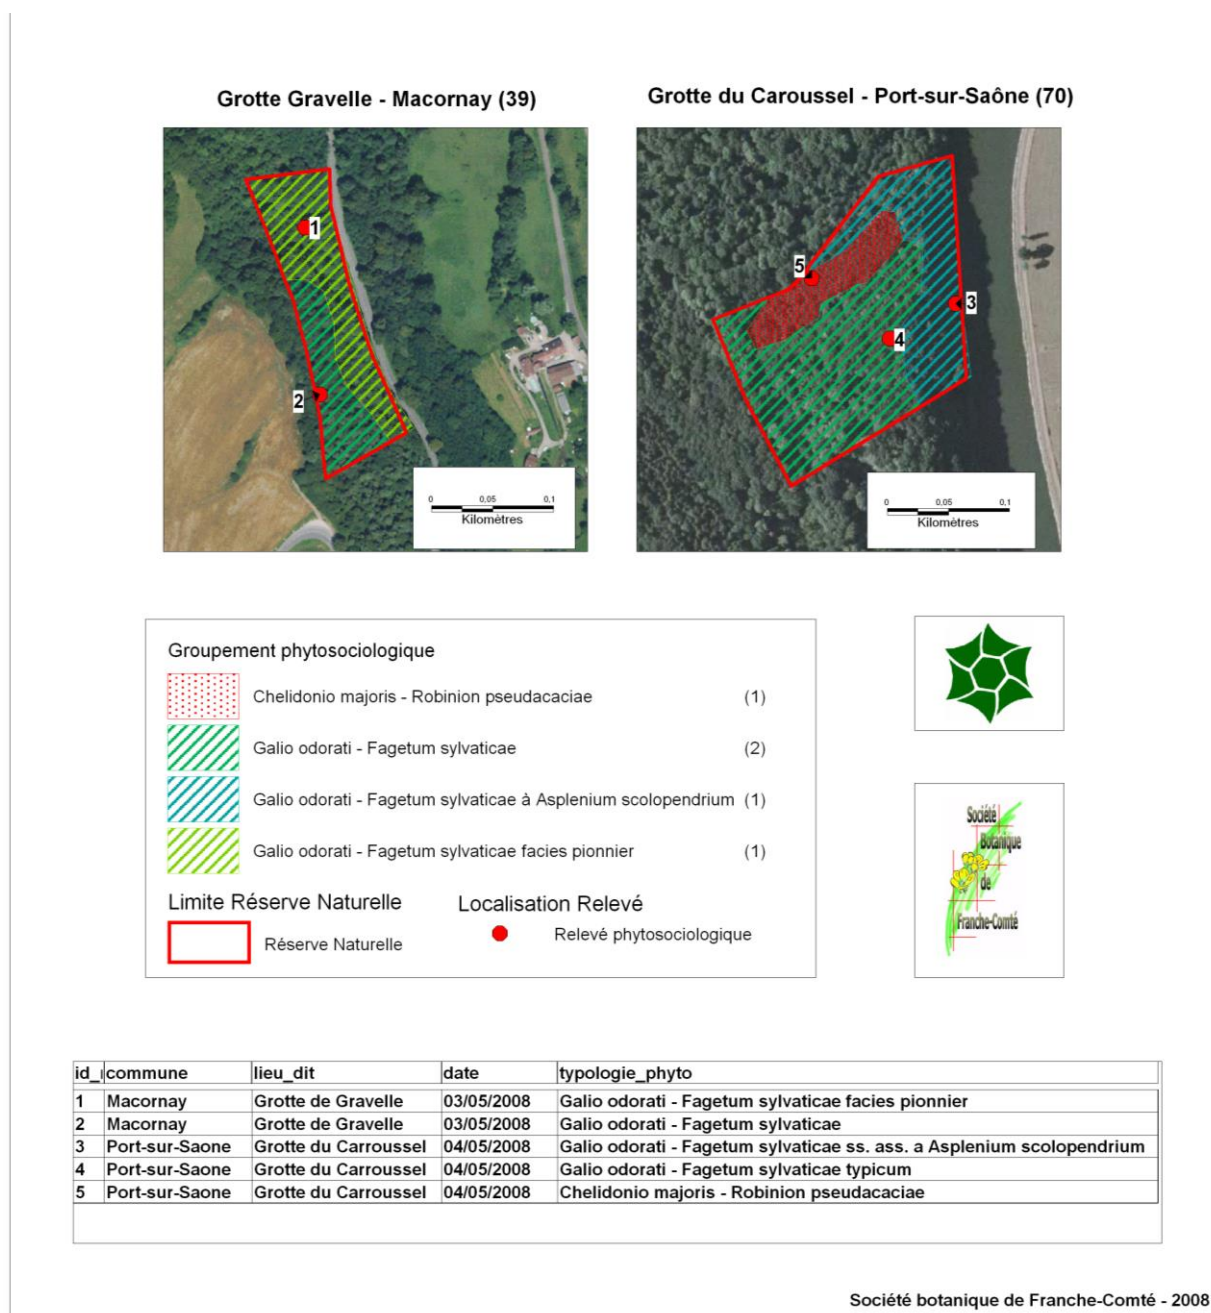 Grotte Gravelle - Macornay (39)
Grotte du Caroussel - Port-sur-Saône (70)
1
2
0 0,05 0,1
Kilomètres
5
3
4
0 0,05 0,1
Kilomètres
Groupement phytosociologique
Chelidonio majoris - Robinion pseudacaciae (1)
Galio odorati - Fagetum sylvaticae (2)
Galio odorati - Fagetum sylvaticae à Asplenium scolopendrium (1)
Galio odorati - Fagetum sylvaticae facies pionnier (1)
Limite Réserve Naturelle
Réserve Naturelle
Localisation Relevé
Relevé phytosociologique
Société
Botanique
de
Franche-Comté
id_ commune lieu_dit date typologie_phyto
1 Macornay Grotte de Gravelle 03/05/2008 Galio odorati - Fagetum sylvaticae facies pionnier
2 Macornay Grotte de Gravelle 03/05/2008 Galio odorati - Fagetum sylvaticae
3 Port-sur-Saone Grotte du Carroussel 04/05/2008 Galio odorati - Fagetum sylvaticae ss. ass. a Asplenium scolopendrium
4 Port-sur-Saone Grotte du Carroussel 04/05/2008 Galio odorati - Fagetum sylvaticae typicum
5 Port-sur-Saone Grotte du Carroussel 04/05/2008 Chelidonio majoris - Robinion pseudacaciae
Société botanique de Franche-Comté - 2008